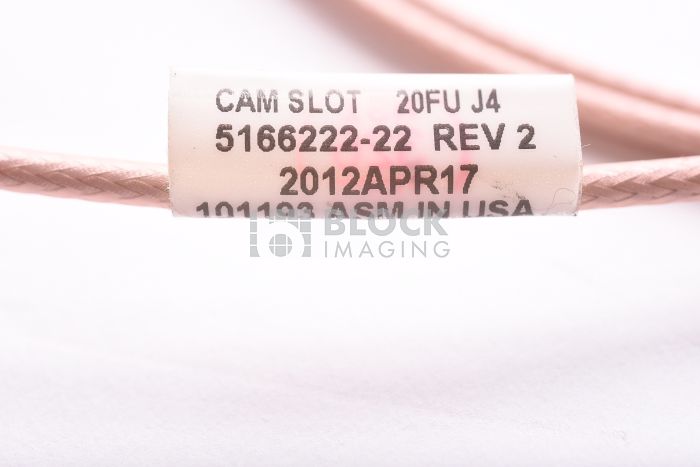 CAM SLOT 20FU J4
5166222-22 REV 2
2012APR17
101193 ASM IN USA
BLOCK
IMAGING